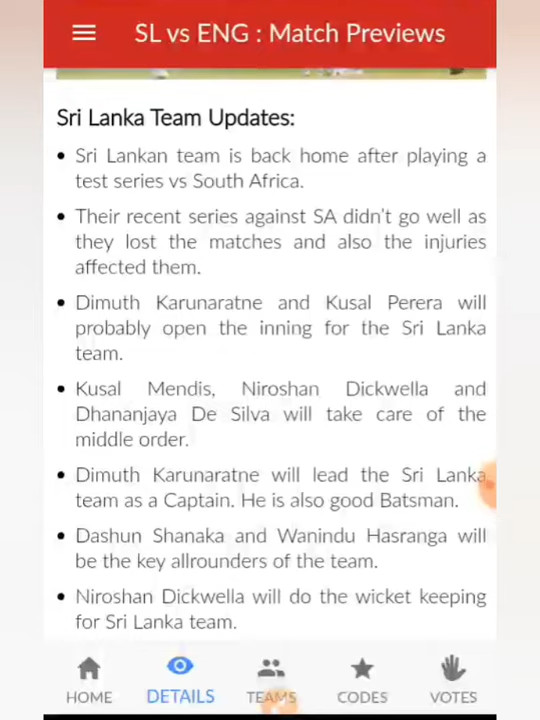 SL vs ENG : Match Previews
Sri Lanka Team Updates:
• Sri Lankan team is back home after playing a
test series vs South Africa.
• Their recent series against SA didn't go well as
they lost the matches and also the injuries
affected them.
• Dimuth Karunaratne and Kusal Perera will
probably open the inning for the Sri Lanka
team.
• Kusal Mendis, Niroshan Dickwella and
Dhananjaya De Silva will take care of the
middle order.
• Dimuth Karunaratne will lead the Sri Lanka
team as a Captain. He is also good Batsman.
• Dashun Shanaka and Wanindu Hasranga will
be the key allrounders of the team.
• Niroshan Dickwella will do the wicket keeping
for Sri Lanka team.
HOME DETAILS TEAMS CODES VOTES